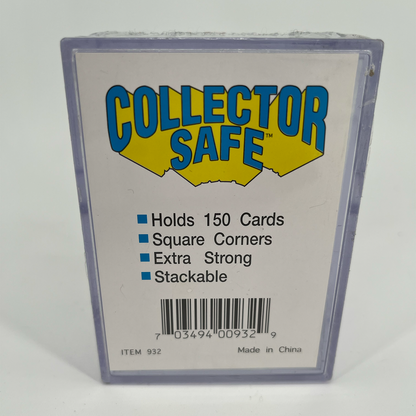 COLLECTOR
SAFE™
Holds 150 Cards
Square Corners
Extra Strong
Stackable
7 03494 00932 9
ITEM 932 Made in China